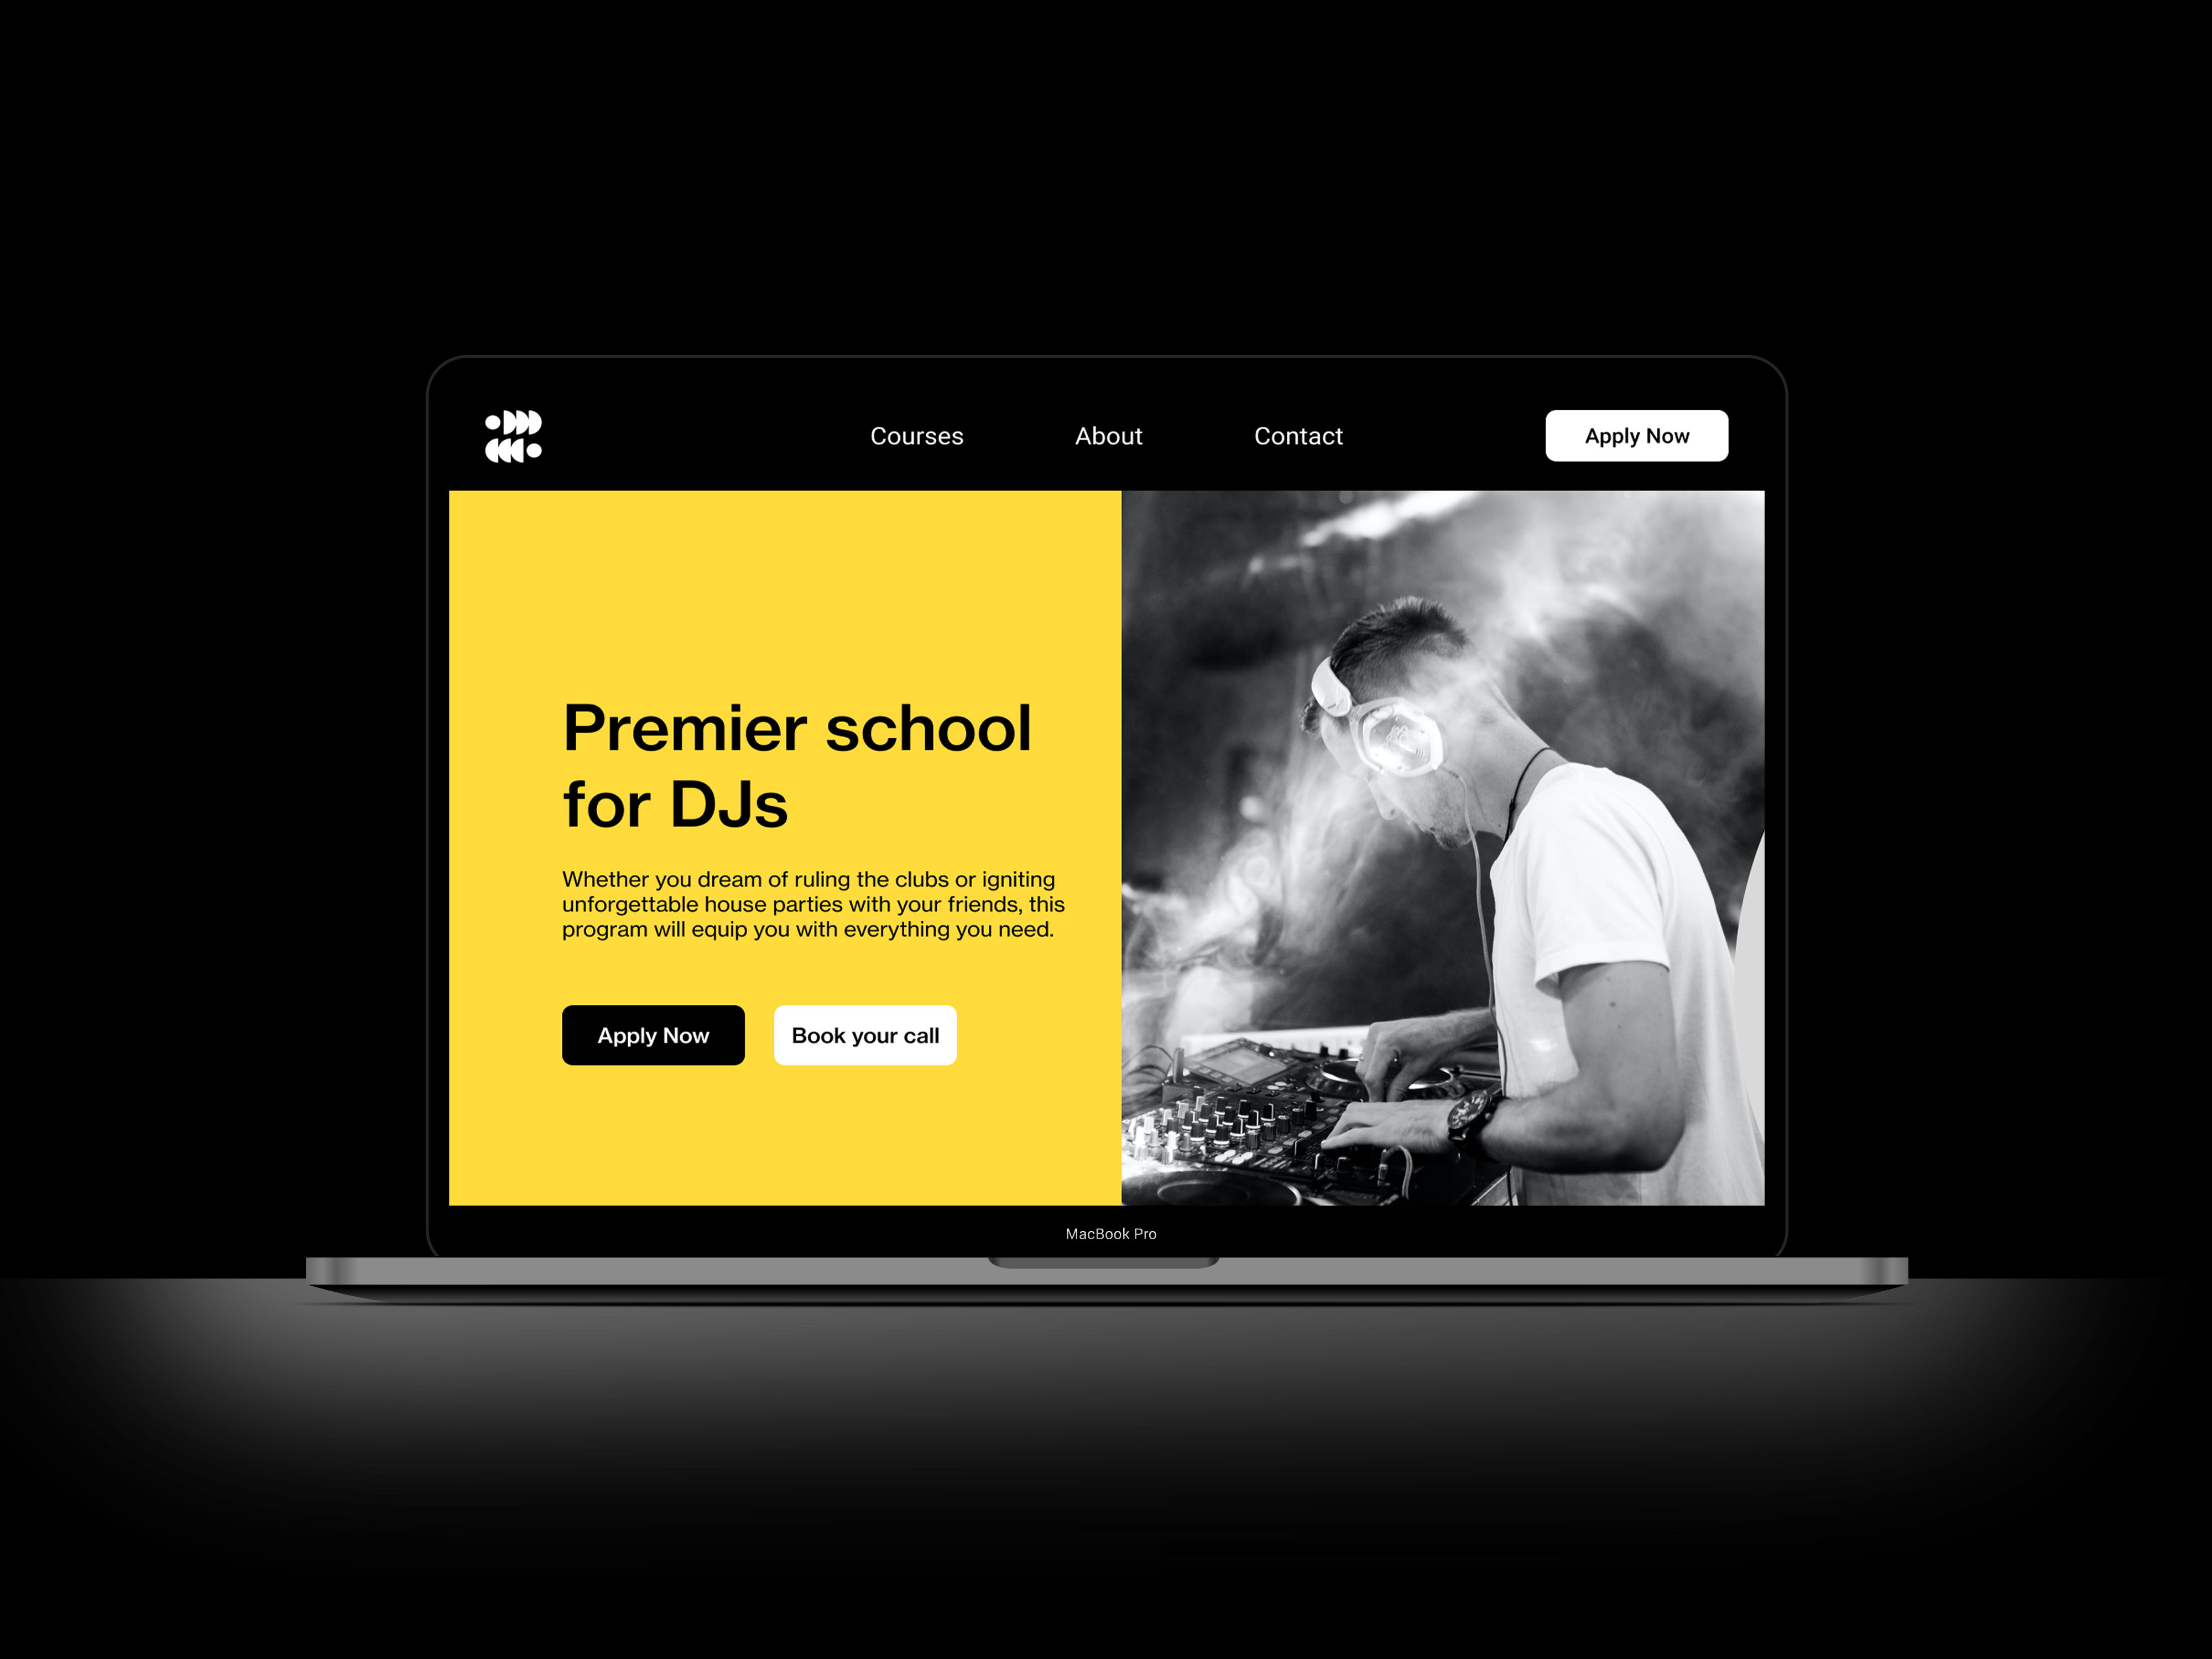 Courses
About
Contact
Apply Now
Premier school
for DJs
Whether you dream of ruling the clubs or igniting
unforgettable house parties with your friends, this
program will equip you with everything you need.
Apply Now
Book your call
MacBook Pro